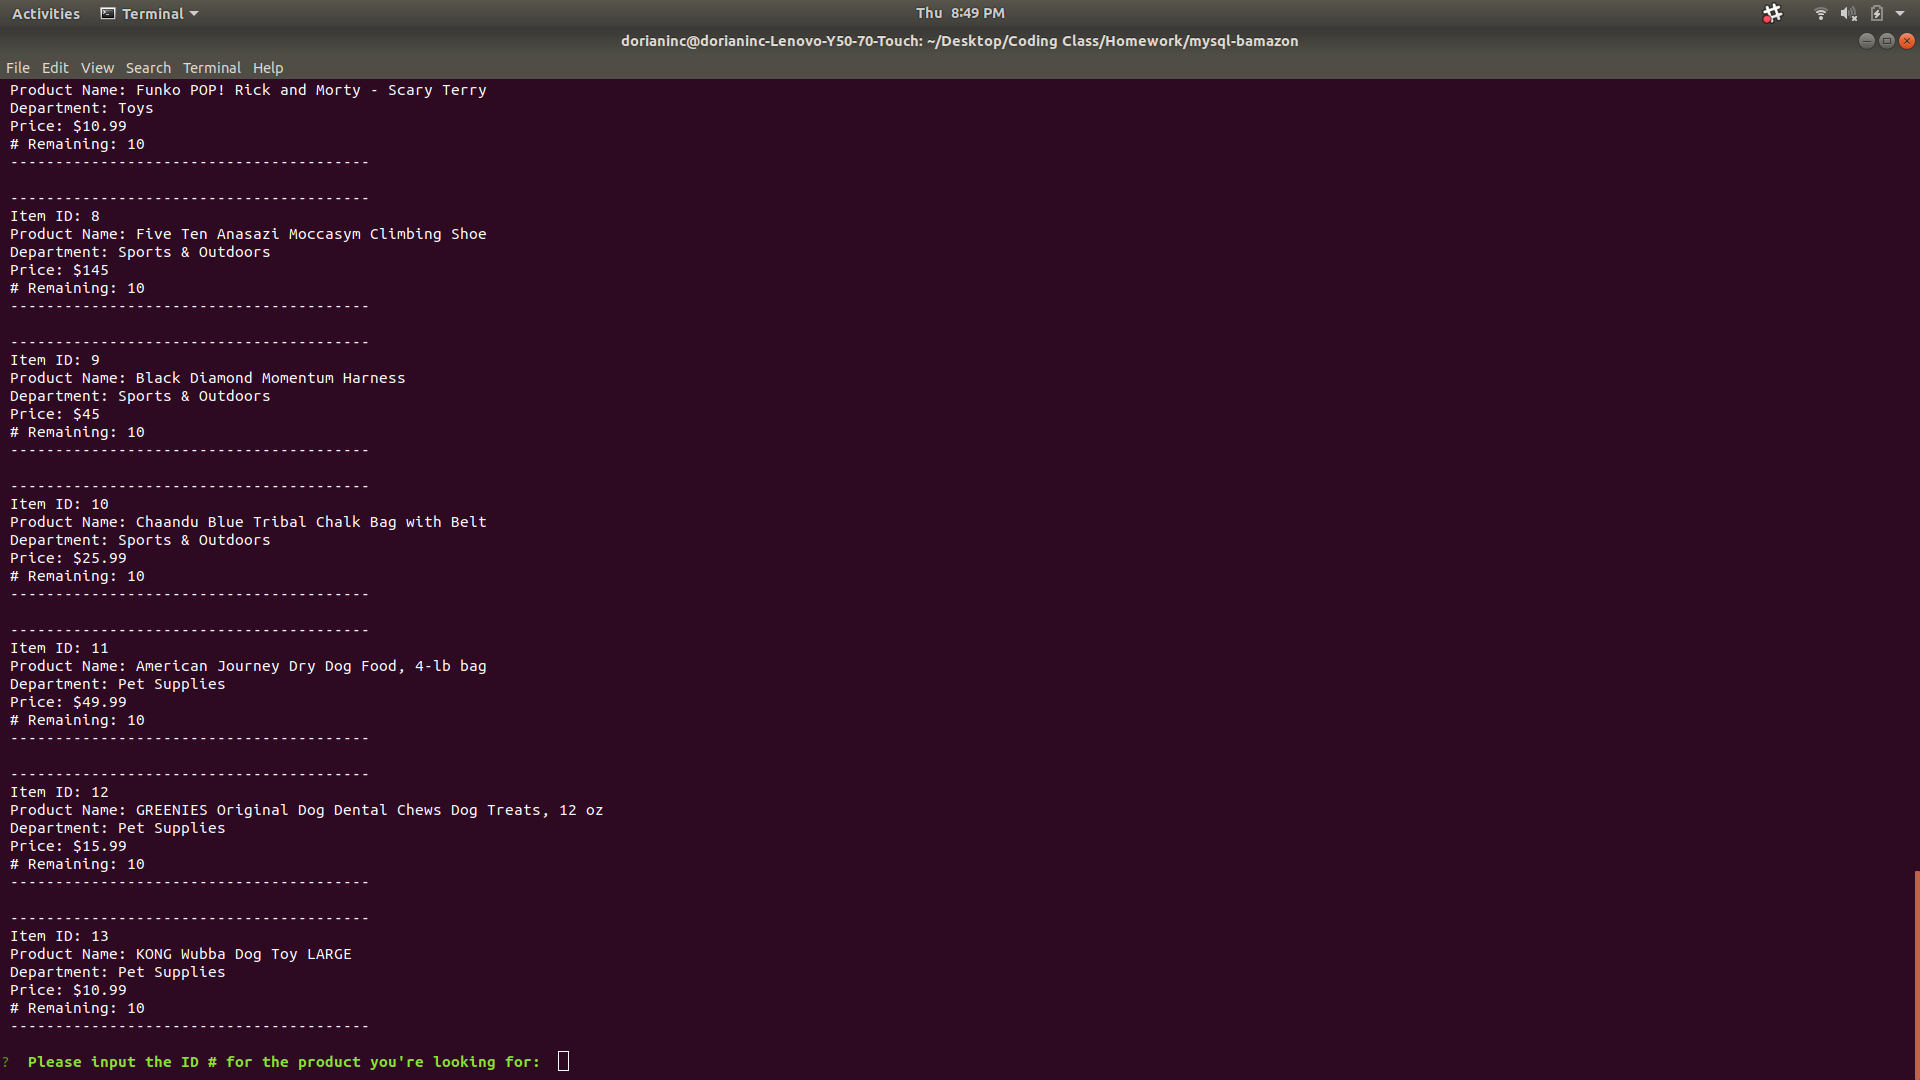 Activities Terminal Thu 8:49 PM
dorianinc@dorianinc-Lenovo-Y50-70-Touch: ~/Desktop/Coding Class/Homework/mysql-bamazon
File Edit View Search Terminal Help
Product Name: Funko POP! Rick and Morty - Scary Terry
Department: Toys
Price: $10.99
# Remaining: 10
----------------------------------------
----------------------------------------
Item ID: 8
Product Name: Five Ten Anasazi Moccasym Climbing Shoe
Department: Sports & Outdoors
Price: $145
# Remaining: 10
----------------------------------------
----------------------------------------
Item ID: 9
Product Name: Black Diamond Momentum Harness
Department: Sports & Outdoors
Price: $45
# Remaining: 10
----------------------------------------
----------------------------------------
Item ID: 10
Product Name: Chaandu Blue Tribal Chalk Bag with Belt
Department: Sports & Outdoors
Price: $25.99
# Remaining: 10
----------------------------------------
----------------------------------------
Item ID: 11
Product Name: American Journey Dry Dog Food, 4-lb bag
Department: Pet Supplies
Price: $49.99
# Remaining: 10
----------------------------------------
----------------------------------------
Item ID: 12
Product Name: GREENIES Original Dog Dental Chews Dog Treats, 12 oz
Department: Pet Supplies
Price: $15.99
# Remaining: 10
----------------------------------------
----------------------------------------
Item ID: 13
Product Name: KONG Wubba Dog Toy LARGE
Department: Pet Supplies
Price: $10.99
# Remaining: 10
----------------------------------------
? Please input the ID # for the product you're looking for: